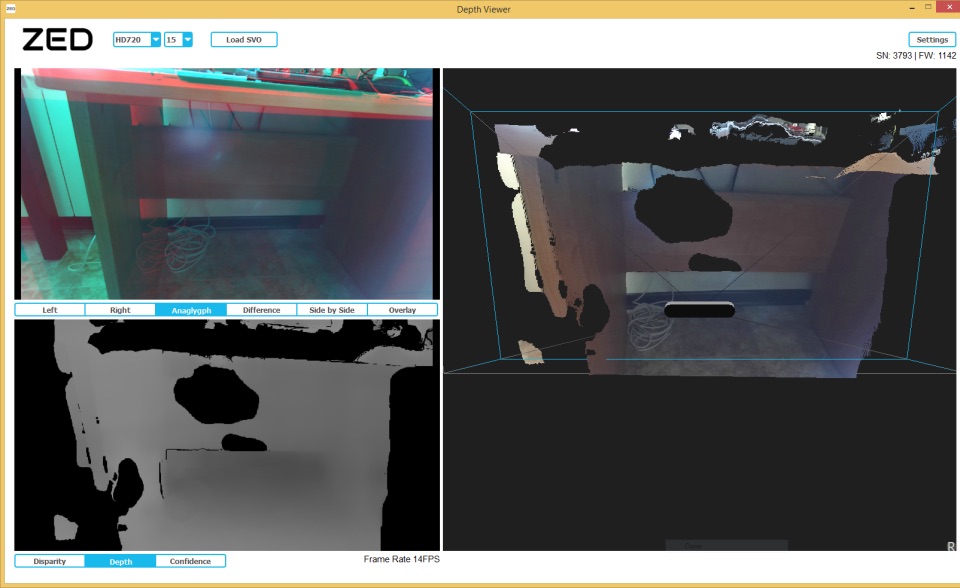 ZED
Depth Viewer
ZED
HD720
15
Load SVO
Settings
SN: 3793 | FW: 1142
Left
Right
Anaglygph
Difference
Side by Side
Overlay
Disparity
Depth
Confidence
Frame Rate 14FPS
R